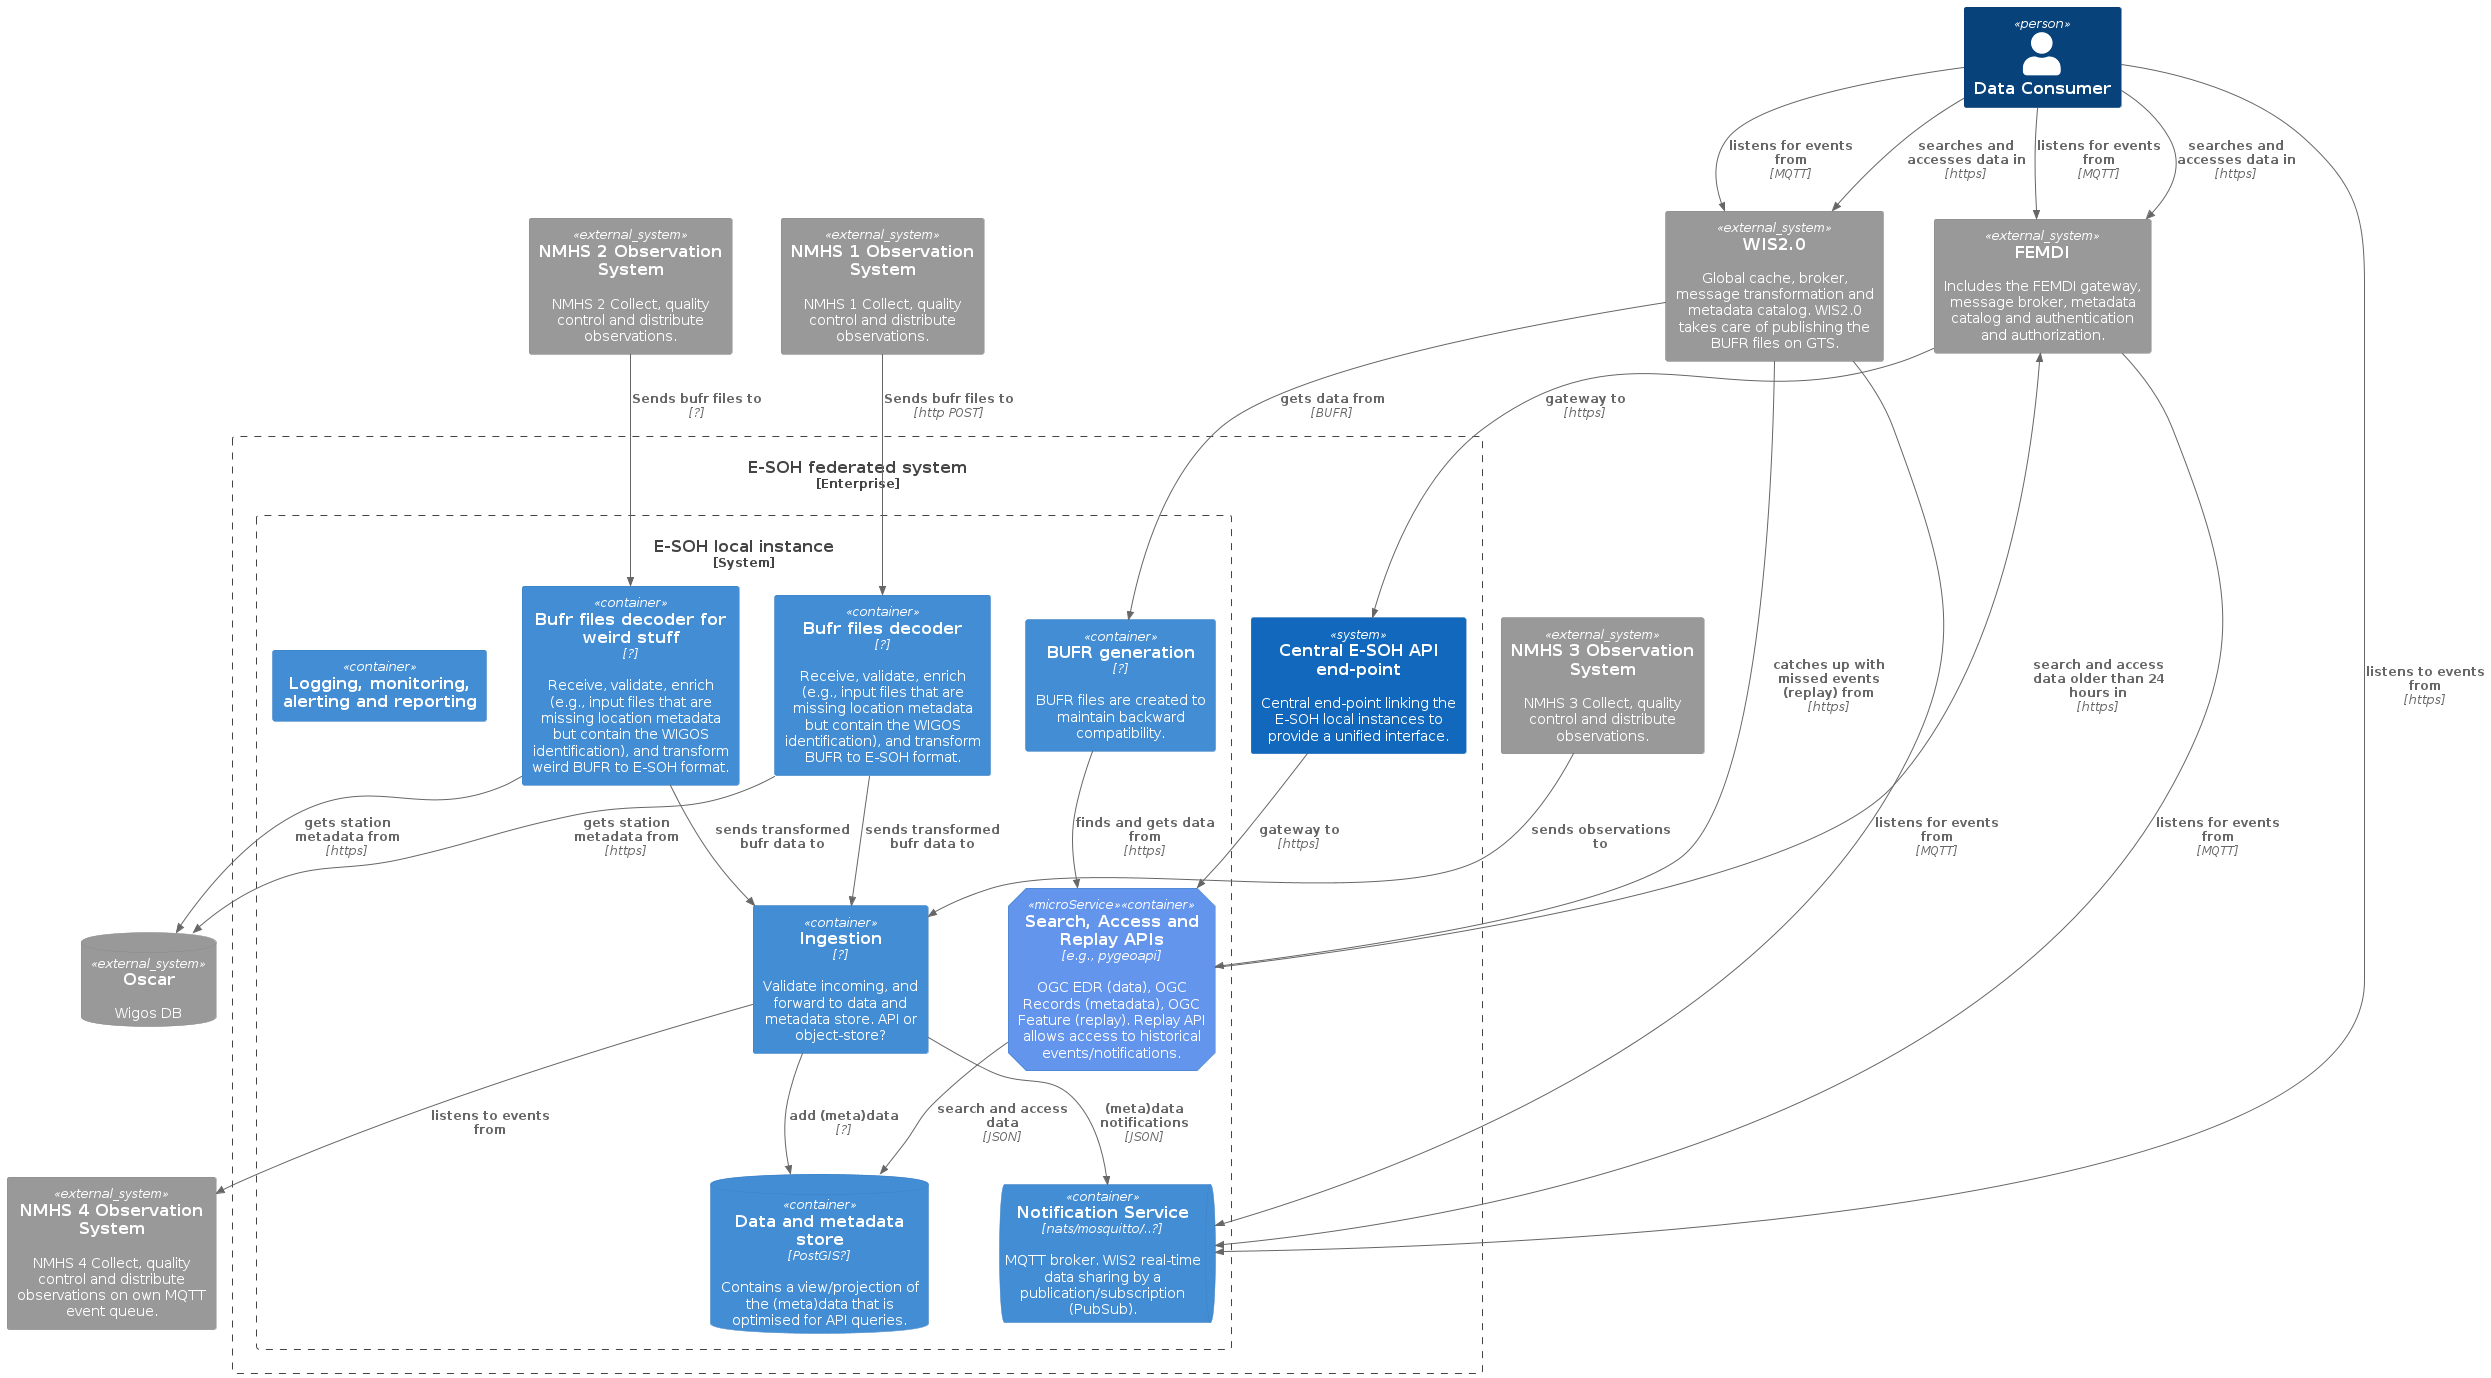 «person»
Data Consumer
listens for events
from
[MQTT]
searches and
accesses data in
[https]
listens for events
from
[MQTT]
searches and
accesses data in
[https]
«external_system»
NMHS 2 Observation
System
NMHS 2 Collect, quality
control and distribute
observations.
«external_system»
NMHS 1 Observation
System
NMHS 1 Collect, quality
control and distribute
observations.
«external_system»
WIS2.0
Global cache, broker,
message transformation and
metadata catalog. WIS2.0
takes care of publishing the
BUFR files on GTS.
«external_system»
FEMDI
Includes the FEMDI gateway,
message broker, metadata
catalog and authentication
and authorization.
Sends bufr files to
[?]
Sends bufr files to
[http POST]
gets data from
[BUFR]
gateway to
[https]
E-SOH federated system
[Enterprise]
E-SOH local instance
[System]
«container»
Logging, monitoring,
alerting and reporting
«container»
Bufr files decoder for
weird stuff
[?]
Receive, validate, enrich
(e.g., input files that are
missing location metadata
but contain the WIGOS
identification), and transform
weird BUFR to E-SOH format.
«container»
Bufr files decoder
[?]
Receive, validate, enrich
(e.g., input files that are
missing location metadata
but contain the WIGOS
identification), and transform
BUFR to E-SOH format.
«container»
BUFR generation
[?]
BUFR files are created to
maintain backward
compatibility.
«system»
Central E-SOH API
end-point
Central end-point linking the
E-SOH local instances to
provide a unified interface.
«external_system»
NMHS 3 Observation
System
NMHS 3 Collect, quality
control and distribute
observations.
catches up with
missed events
(replay) from
[https]
search and access
data older than 24
hours in
[https]
listens to events
from
[https]
gets station
metadata from
[https]
gets station
metadata from
[https]
sends transformed
bufr data to
sends transformed
bufr data to
finds and gets data
from
[https]
gateway to
[https]
sends observations
to
listens for events
from
[MQTT]
listens for events
from
[MQTT]
«external_system»
Oscar
Wigos DB
«container»
Ingestion
[?]
Validate incoming, and
forward to data and
metadata store. API or
object-store?
«microService»«container»
Search, Access and
Replay APIs
[e.g., pygeoapi]
OGC EDR (data), OGC
Records (metadata), OGC
Feature (replay). Replay API
allows access to historical
events/notifications.
listens to events
from
add (meta)data
[?]
search and access
data
[JSON]
(meta)data
notifications
[JSON]
«external_system»
NMHS 4 Observation
System
NMHS 4 Collect, quality
control and distribute
observations on own MQTT
event queue.
«container»
Data and metadata
store
[PostGIS?]
Contains a view/projection of
the (meta)data that is
optimised for API queries.
«container»
Notification Service
[nats/mosquitto/..?]
MQTT broker. WIS2 real-time
data sharing by a
publication/subscription
(PubSub).